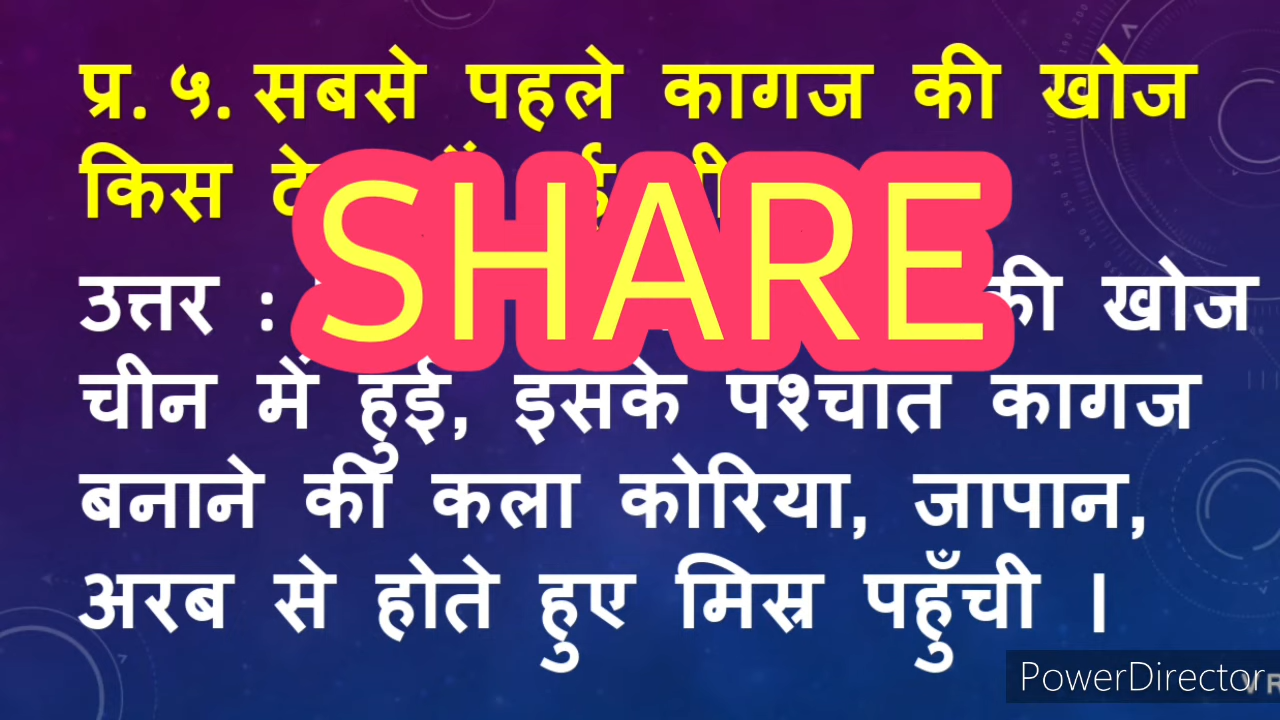 प्र. ५. सबसे पहले कागज की खोज
किस
SHARE
उत्तर : की खोज
चीन में हुई, इसके पश्चात कागज
बनाने की कला कोरिया, जापान,
अरब से होते हुए मिस्र पहुँची ।
PowerDirector